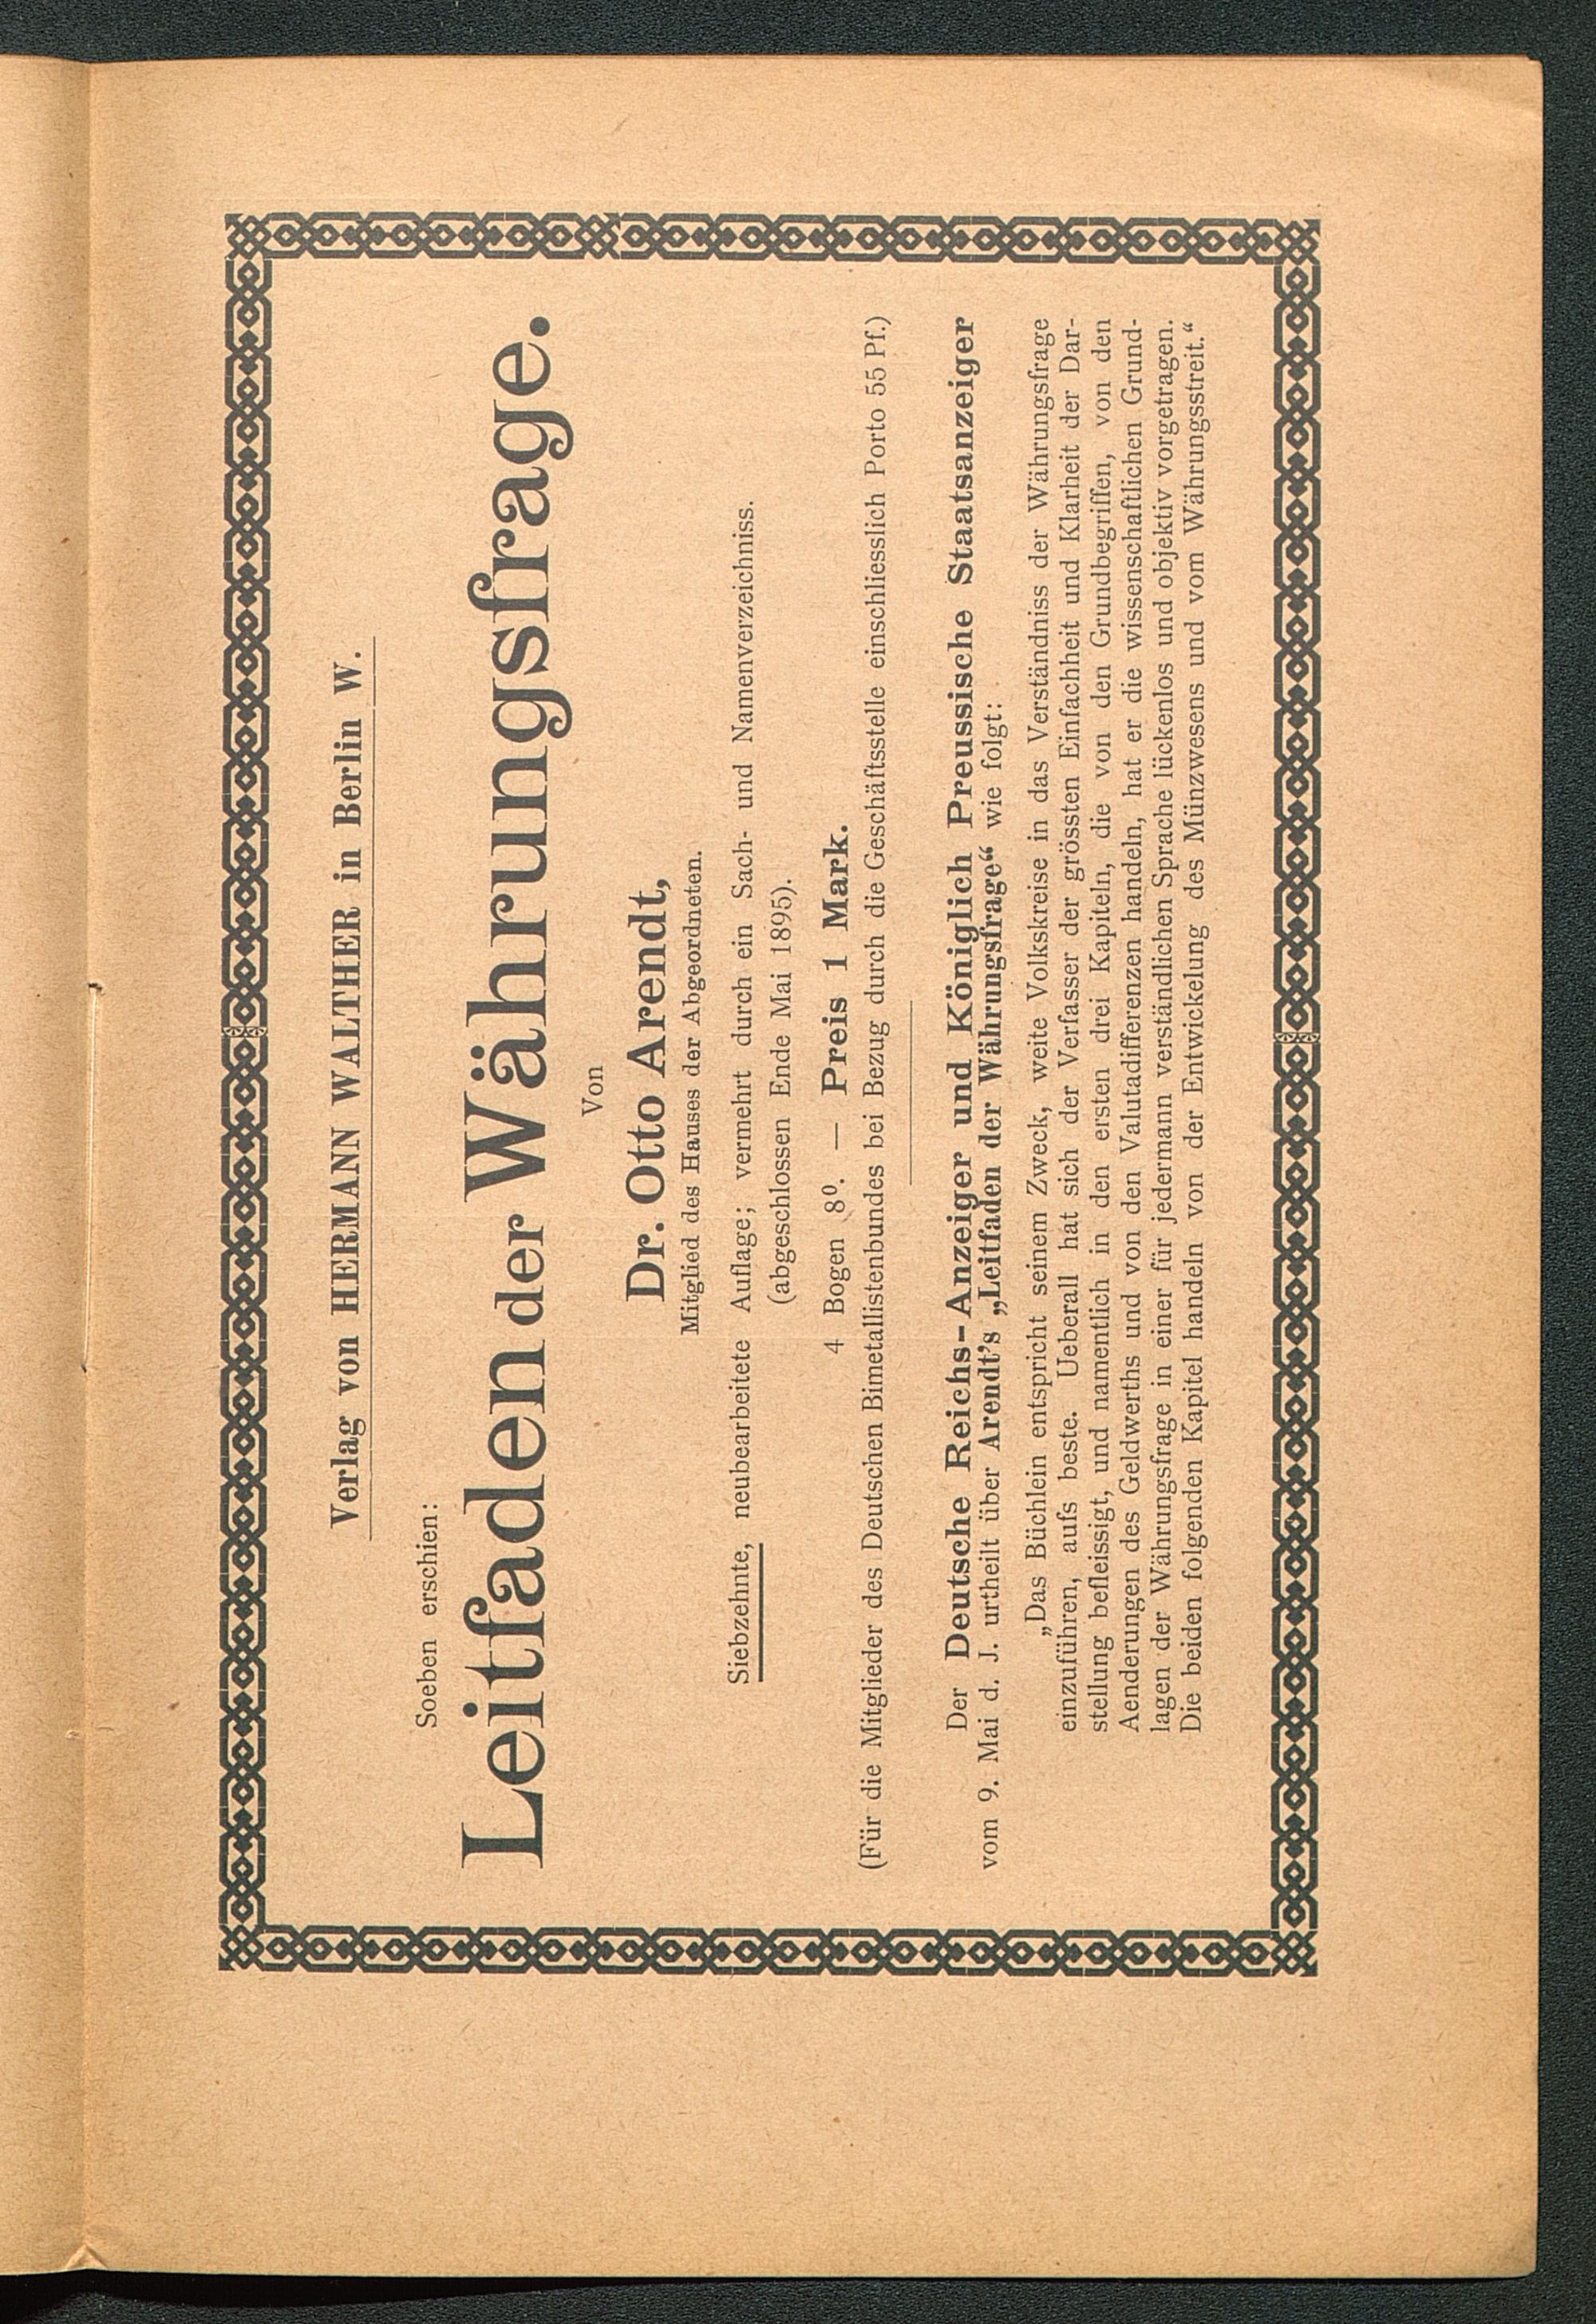 Verlag von HERMANN WALTHER in Berlin W.
Soeben erschien:
Leitfaden der Währungsfrage.
Von
Dr. Otto Arendt,
Mitglied des Hauses der Abgeordneten.
Siebzehnte, neubearbeitete Auflage; vermehrt durch ein Sach- und Namenverzeichniss.
(abgeschlossen Ende Mai 1895).
4 Bogen 8⁰. — Preis 1 Mark.
(Für die Mitglieder des Deutschen Bimetallistenbundes bei Bezug durch die Geschäftsstelle einschliesslich Porto 55 Pf.)
Der Deutsche Reichs-Anzeiger und Königlich Preussische Staatsanzeiger
vom 9. Mai d. J. urtheilt über Arendt's „Leitfaden der Währungsfrage“ wie folgt:
„Das Büchlein entspricht seinem Zweck, weite Volkskreise in das Verständniss der Währungsfrage
einzuführen, aufs beste. Ueberall hat sich der Verfasser der grössten Einfachheit und Klarheit der Dar-
stellung befleissigt, und namentlich in den ersten drei Kapiteln, die von den Grundbegriffen, von den
Aenderungen des Geldwerths und von den Valutadifferenzen handeln, hat er die wissenschaftlichen Grund-
lagen der Währungsfrage in einer für jedermann verständlichen Sprache lückenlos und objektiv vorgetragen.
Die beiden folgenden Kapitel handeln von der Entwickelung des Münzwesens und vom Währungsstreit.“